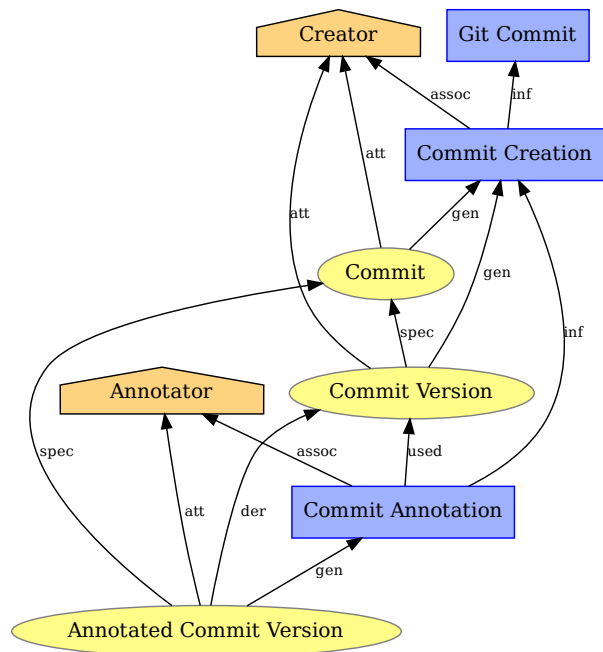 Creator
Git Commit
assoc
inf
Commit Creation
att
att
gen
gen
inf
Commit
spec
Annotator
Commit Version
spec
att
der
assoc
used
Commit Annotation
gen
Annotated Commit Version